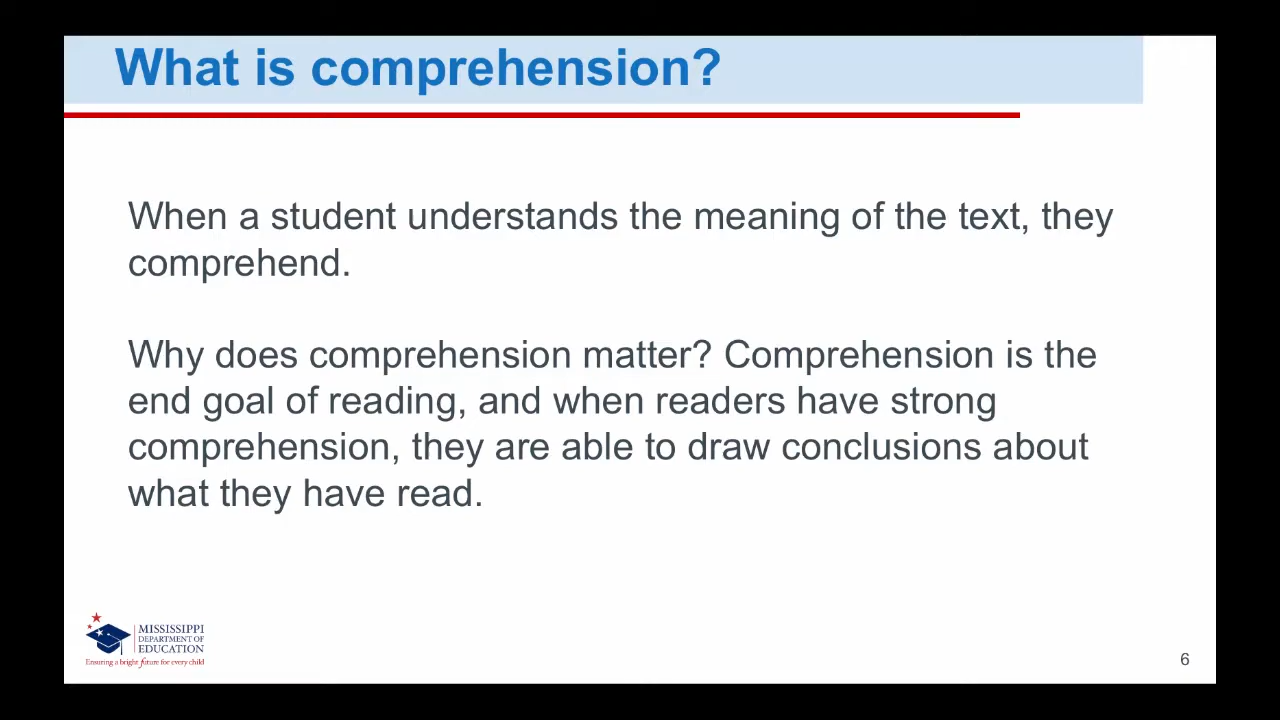 What is comprehension?
When a student understands the meaning of the text, they
comprehend.
Why does comprehension matter? Comprehension is the
end goal of reading, and when readers have strong
comprehension, they are able to draw conclusions about
what they have read.
MISSISSIPPI
DEPARTMENT OF
EDUCATION
Ensuring a bright future for every child
6